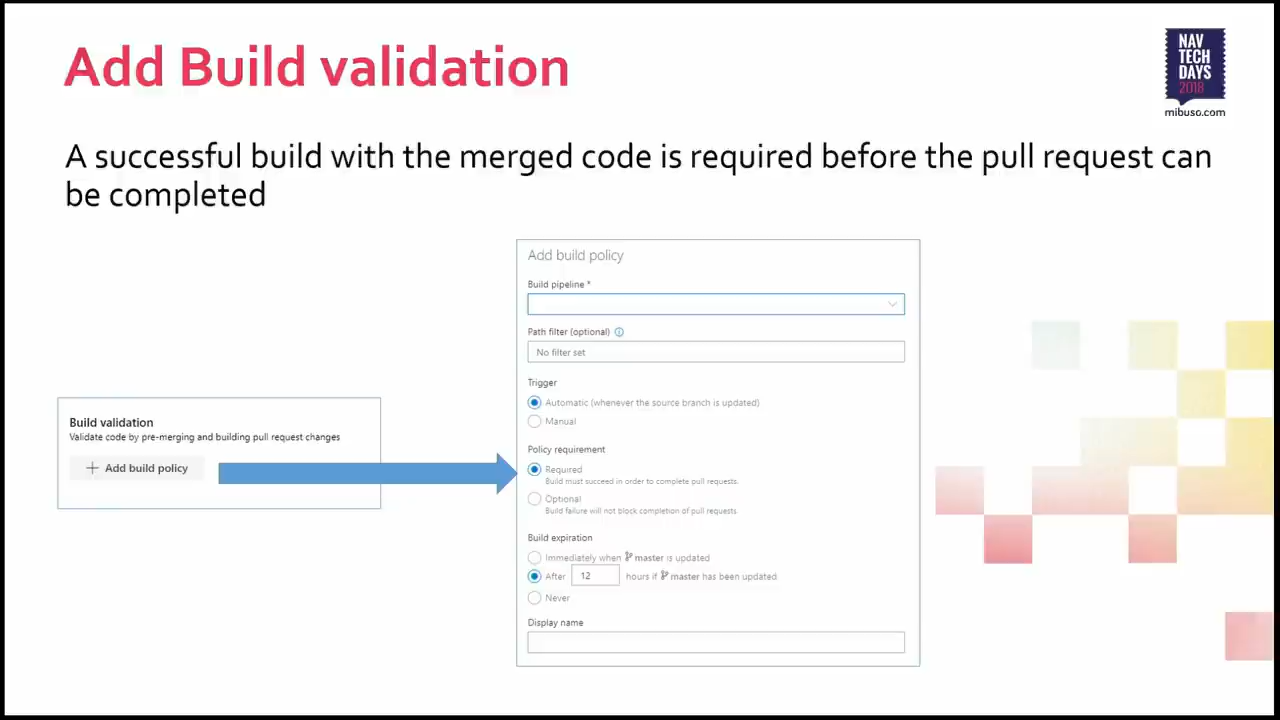 Add Build validation
NAV
TECH
DAYS
2018
mibuso.com
A successful build with the merged code is required before the pull request can
be completed
Build validation
Validate code by pre-merging and building pull request changes
+ Add build policy
Add build policy
Build pipeline *
Path filter (optional)
No filter set
Trigger
Automatic (whenever the source branch is updated)
Manual
Policy requirement
Required
Build must succeed in order to complete pull requests.
Optional
Build failure will not block completion of pull requests.
Build expiration
Immediately when master is updated
After 12 hours if master has been updated
Never
Display name